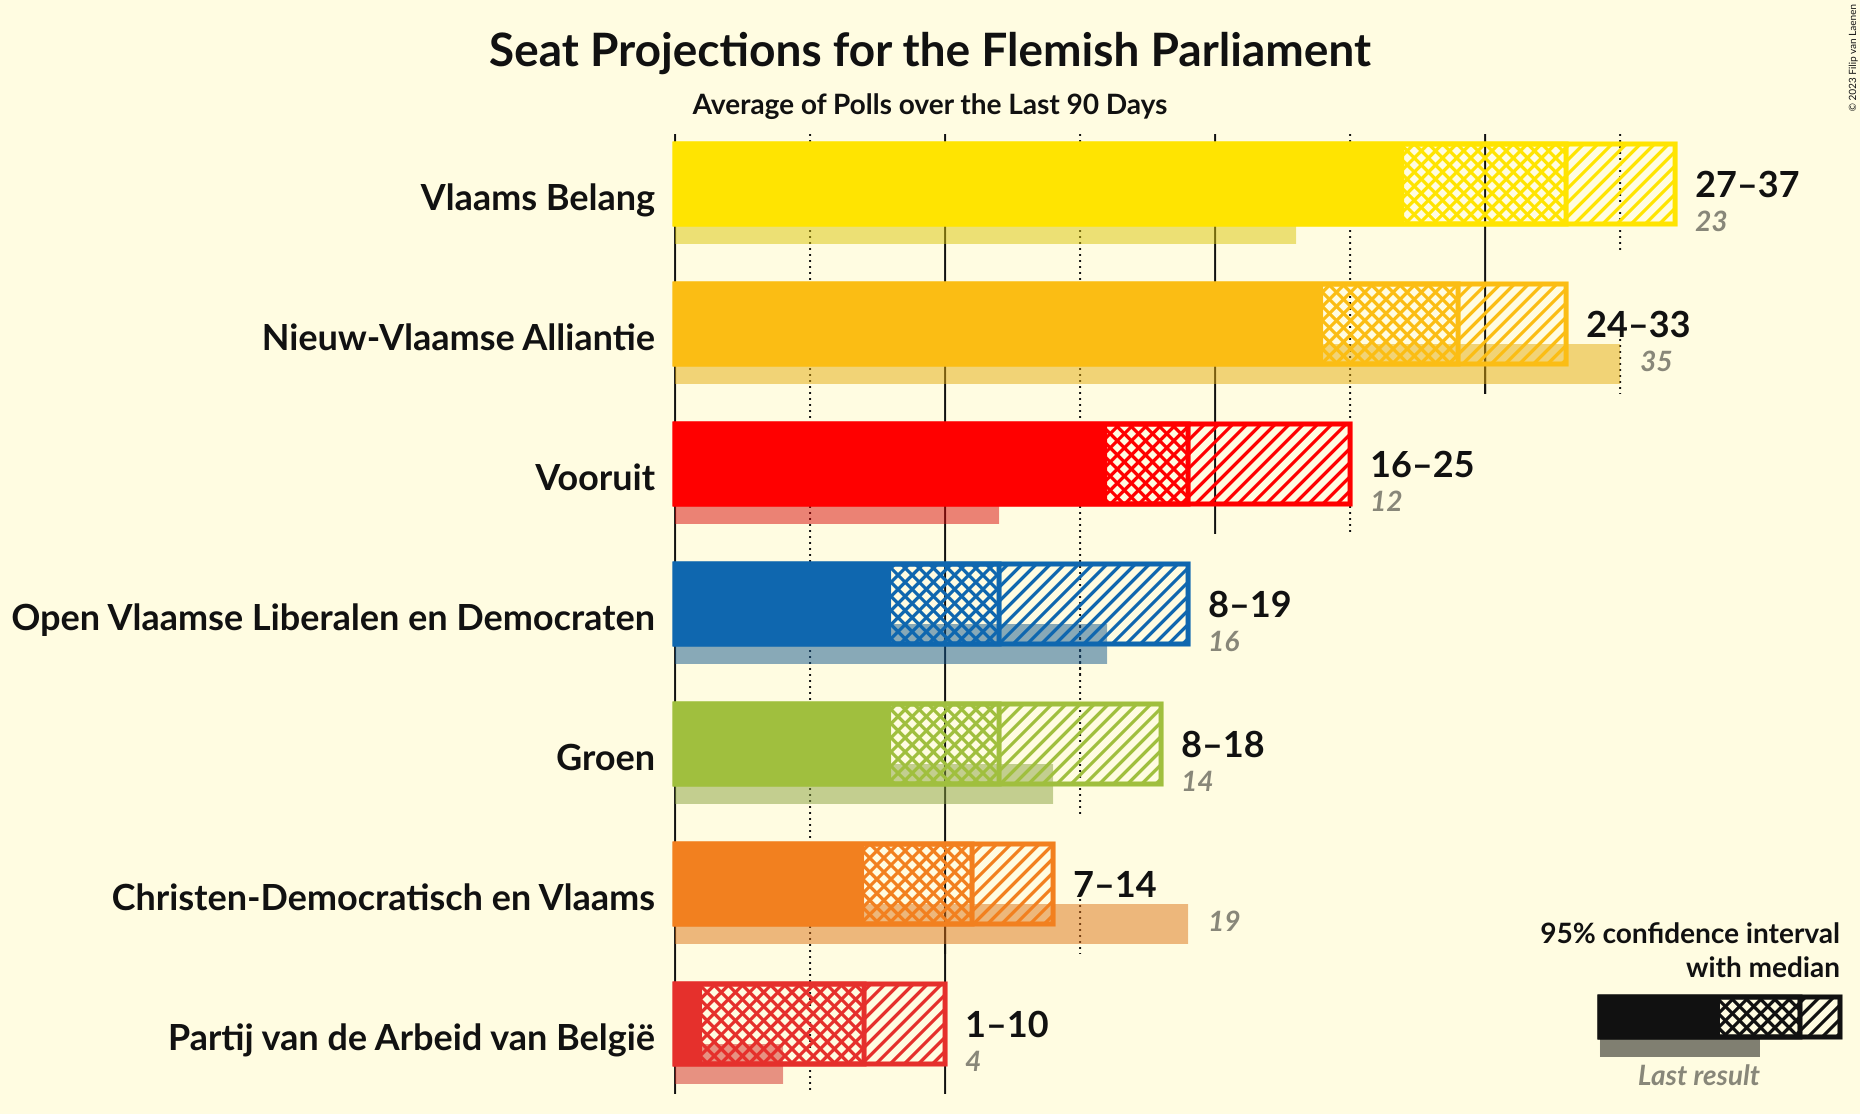 Seat Projections for the Flemish Parliament
Average of Polls over the Last 90 Days
© 2023 Filip van Laenen
Vlaams Belang
27–37
23
Nieuw-Vlaamse Alliantie
24–33
35
Vooruit
16–25
12
Open Vlaamse Liberalen en Democraten
8–19
16
Groen
8–18
14
Christen-Democratisch en Vlaams
7–14
19
Partij van de Arbeid van België
1–10
4
95% confidence interval
with median
Last result